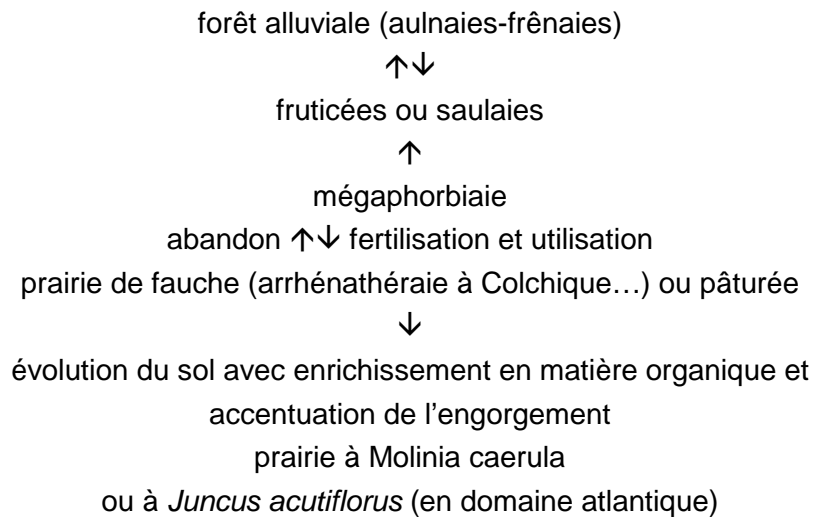 forêt alluviale (aulnaies-frênaies)
↑↓
fruticées ou saulaies
↑
mégaphorbiaie
abandon ↑↓ fertilisation et utilisation
prairie de fauche (arrhénathéraie à Colchique…) ou pâturée
↓
évolution du sol avec enrichissement en matière organique et
accentuation de l’engorgement
prairie à Molinia caerula
ou à Juncus acutiflorus (en domaine atlantique)